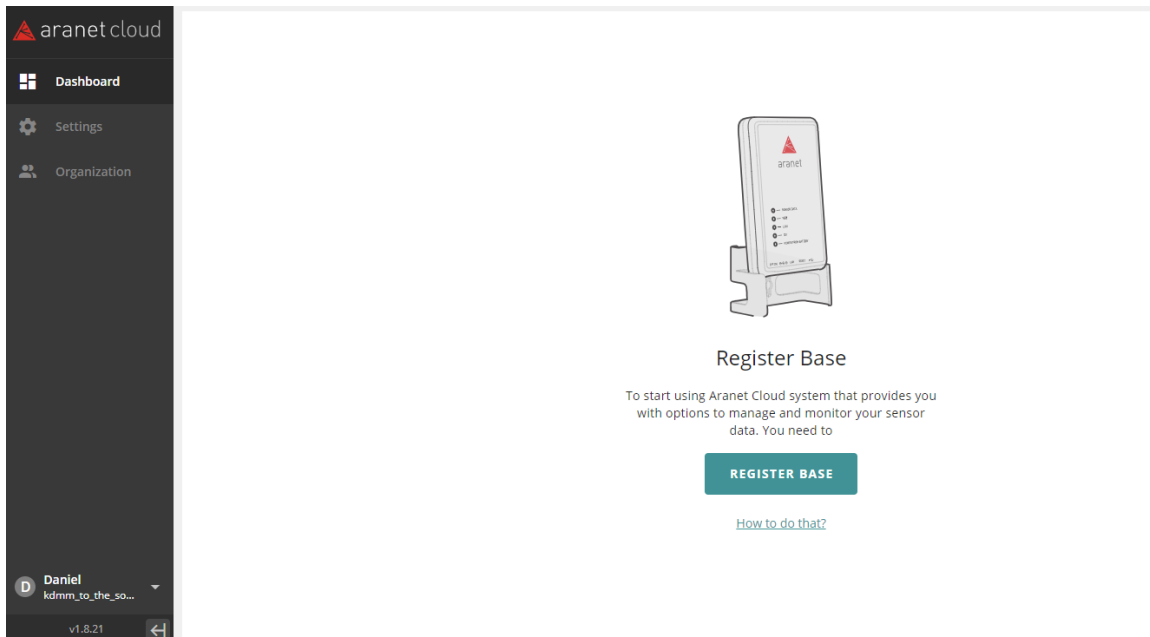 aranet cloud
Dashboard
Settings
Organization
aranet
Register Base
To start using Aranet Cloud system that provides you
with options to manage and monitor your sensor
data. You need to
REGISTER BASE
How to do that?
D
Daniel
kdmm_to_the_so...
v1.8.21